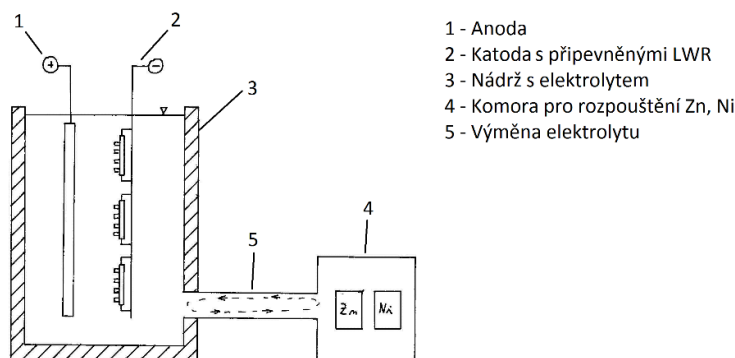 1
2
3
4
5
+
−
Zn
Ni
1 - Anoda
2 - Katoda s připevněnými LWR
3 - Nádrž s elektrolytem
4 - Komora pro rozpouštění Zn, Ni
5 - Výměna elektrolytu